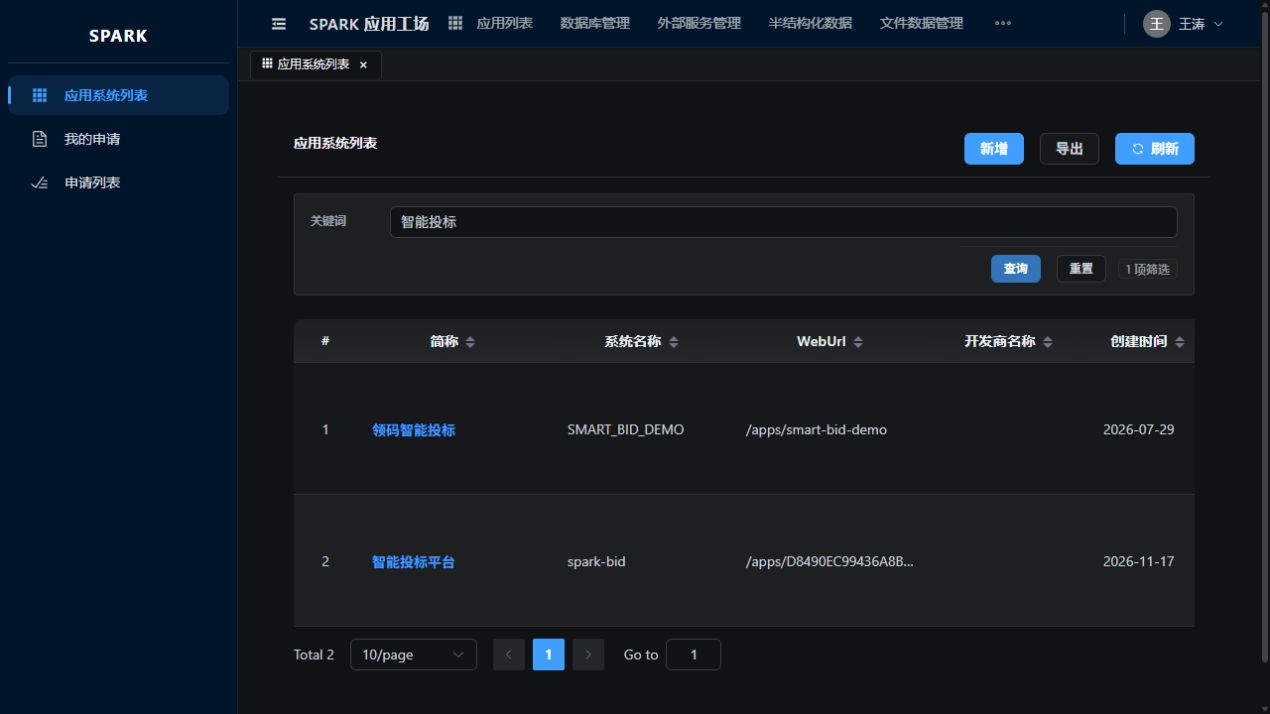 SPARK
应用系统列表
我的申请
申请列表
SPARK 应用工场 应用列表 数据库管理 外部服务管理 半结构化数据 文件数据管理 王 王涛
应用系统列表
应用系统列表 新增 导出 刷新
关键词 智能投标
查询 重置 1 项筛选
# 简称 系统名称 WebUrl 开发商名称 创建时间
1 领码智能投标 SMART_BID_DEMO /apps/smart-bid-demo 2026-07-29
2 智能投标平台 spark-bid /apps/D8490EC99436A8B... 2026-11-17
Total 2 10/page 1 Go to 1